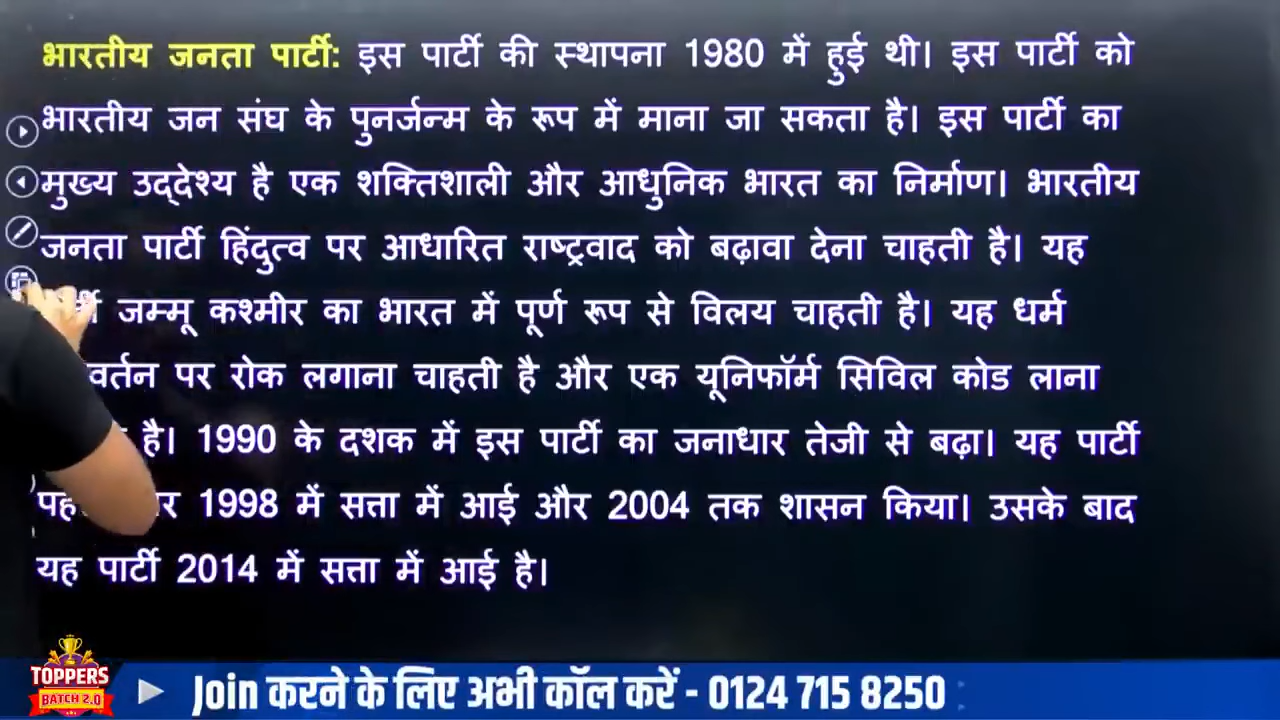 भारतीय जनता पार्टी: इस पार्टी की स्थापना 1980 में हुई थी। इस पार्टी को
भारतीय जन संघ के पुनर्जन्म के रूप में माना जा सकता है। इस पार्टी का
मुख्य उद्देश्य है एक शक्तिशाली और आधुनिक भारत का निर्माण। भारतीय
जनता पार्टी हिंदुत्व पर आधारित राष्ट्रवाद को बढ़ावा देना चाहती है। यह
जम्मू कश्मीर का भारत में पूर्ण रूप से विलय चाहती है। यह धर्म
पर रोक लगाना चाहती है और एक यूनिफॉर्म सिविल कोड लाना
है। 1990 के दशक में इस पार्टी का जनाधार तेजी से बढ़ा। यह पार्टी
1998 में सत्ता में आई और 2004 तक शासन किया। उसके बाद
यह पार्टी 2014 में सत्ता में आई है।
TOPPERS
BATCH 2.0
Join करने के लिए अभी कॉल करें - 0124 715 8250